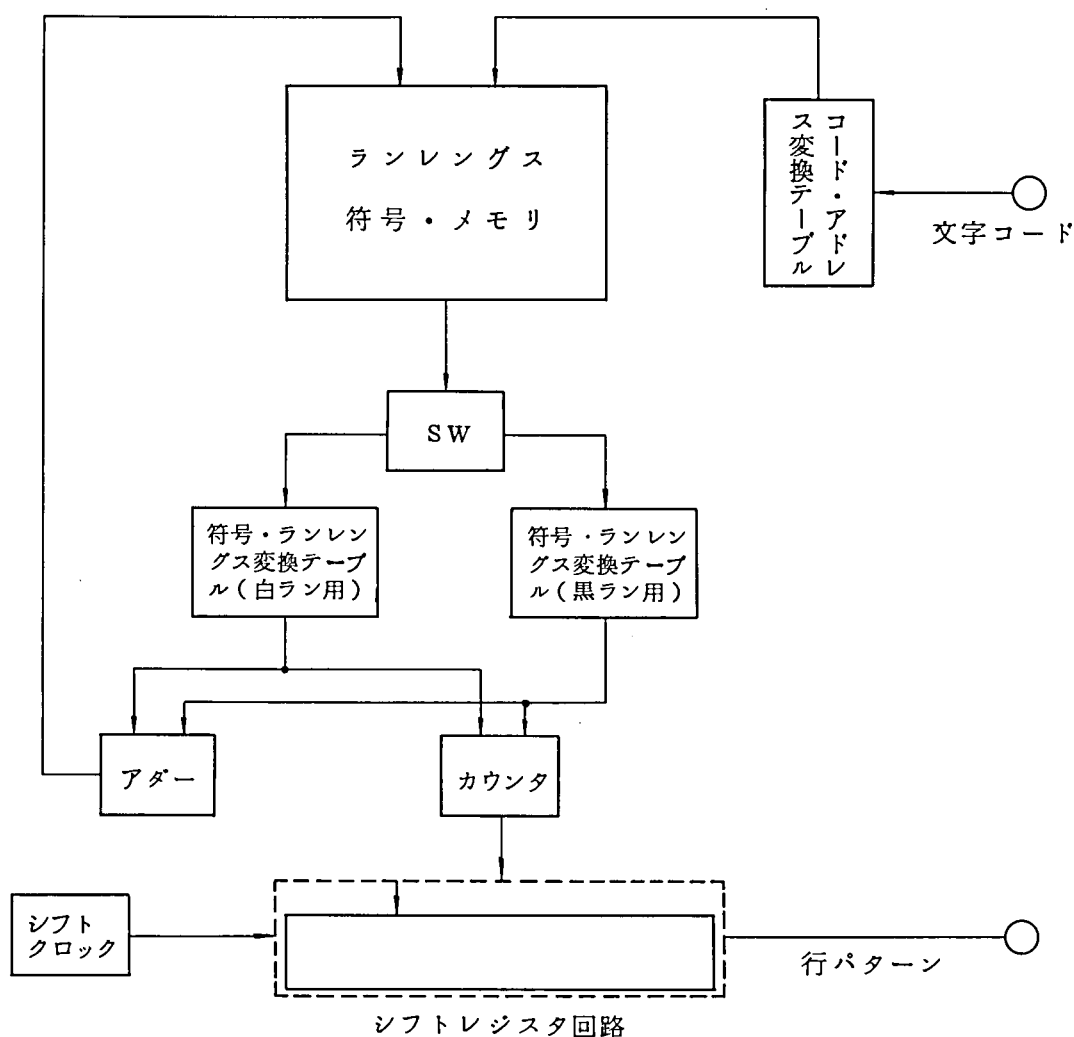 ランレングス
符号・メモリ
コード・アドレ
ス変換テーブル
文字コード
SW
符号・ランレン
グス変換テーブ
ル(白ラン用)
符号・ランレン
グス変換テーブ
ル(黒ラン用)
アダー
カウンタ
シフト
クロック
行パターン
シフトレジスタ回路